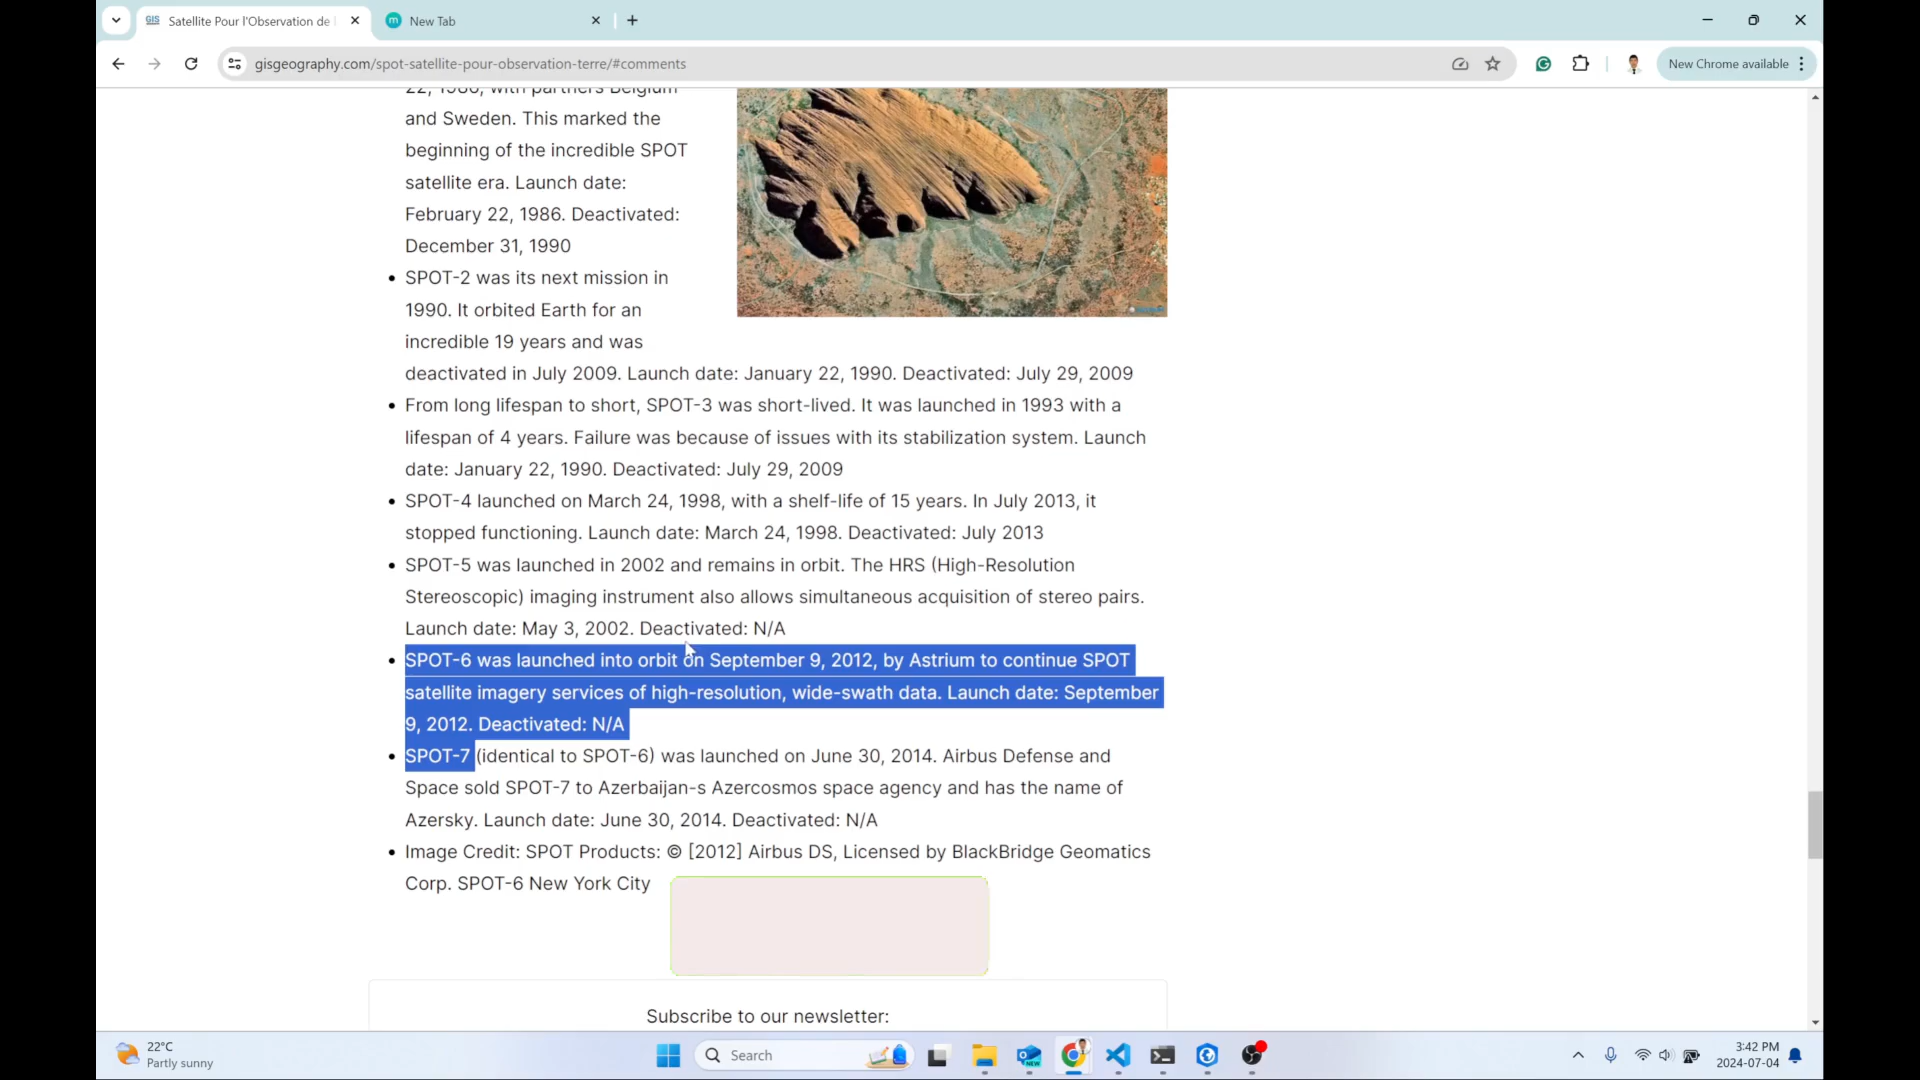 GIS Satellite Pour l'Observation de
New Tab
gisgeography.com/spot-satellite-pour-observation-terre/#comments
New Chrome available
22, 1986, with partners Belgium
and Sweden. This marked the
beginning of the incredible SPOT
satellite era. Launch date:
February 22, 1986. Deactivated:
December 31, 1990
• SPOT-2 was its next mission in
1990. It orbited Earth for an
incredible 19 years and was
deactivated in July 2009. Launch date: January 22, 1990. Deactivated: July 29, 2009
• From long lifespan to short, SPOT-3 was short-lived. It was launched in 1993 with a
lifespan of 4 years. Failure was because of issues with its stabilization system. Launch
date: January 22, 1990. Deactivated: July 29, 2009
• SPOT-4 launched on March 24, 1998, with a shelf-life of 15 years. In July 2013, it
stopped functioning. Launch date: March 24, 1998. Deactivated: July 2013
• SPOT-5 was launched in 2002 and remains in orbit. The HRS (High-Resolution
Stereoscopic) imaging instrument also allows simultaneous acquisition of stereo pairs.
Launch date: May 3, 2002. Deactivated: N/A
• SPOT-6 was launched into orbit on September 9, 2012, by Astrium to continue SPOT
satellite imagery services of high-resolution, wide-swath data. Launch date: September
9, 2012. Deactivated: N/A
• SPOT-7 (identical to SPOT-6) was launched on June 30, 2014. Airbus Defense and
Space sold SPOT-7 to Azerbaijan-s Azercosmos space agency and has the name of
Azersky. Launch date: June 30, 2014. Deactivated: N/A
• Image Credit: SPOT Products: © [2012] Airbus DS, Licensed by BlackBridge Geomatics
Corp. SPOT-6 New York City
Subscribe to our newsletter:
22°C
Partly sunny
Search
NEW
3:42 PM
2024-07-04